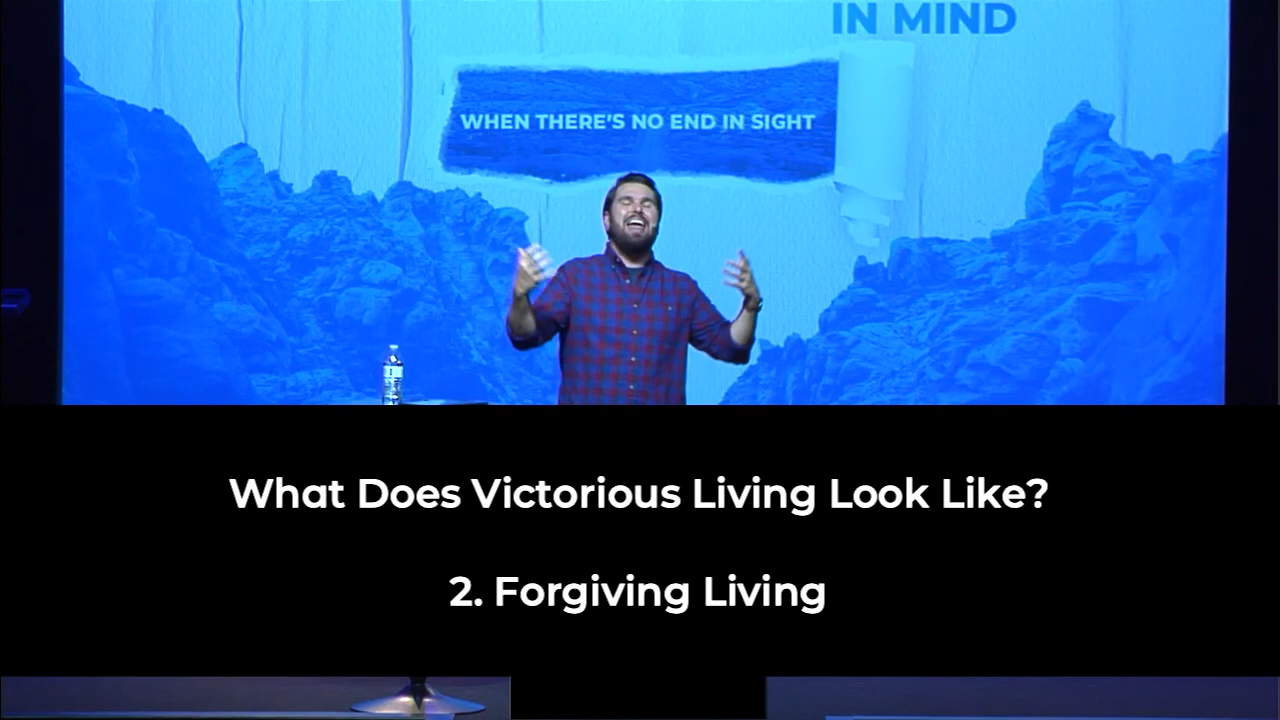 IN MIND
WHEN THERE'S NO END IN SIGHT
What Does Victorious Living Look Like?
2. Forgiving Living